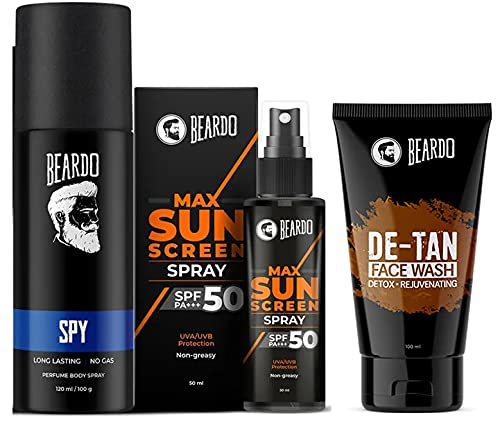 BEARDO
SPY
LONG LASTING NO GAS
PERFUME BODY SPRAY
120 ml / 100 g
BEARDO
MAX
SUN
SCREEN
SPRAY
SPF
PA+++ 50
UVA/UVB
Protection
Non-greasy
50 ml
BEARDO
MAX
SUN
SCREEN
SPRAY
SPF
PA+++ 50
UVA/UVB
Protection
Non-greasy
50 ml
BEARDO
DE-TAN
FACE WASH
DETOX • REJUVENATING
100 ml